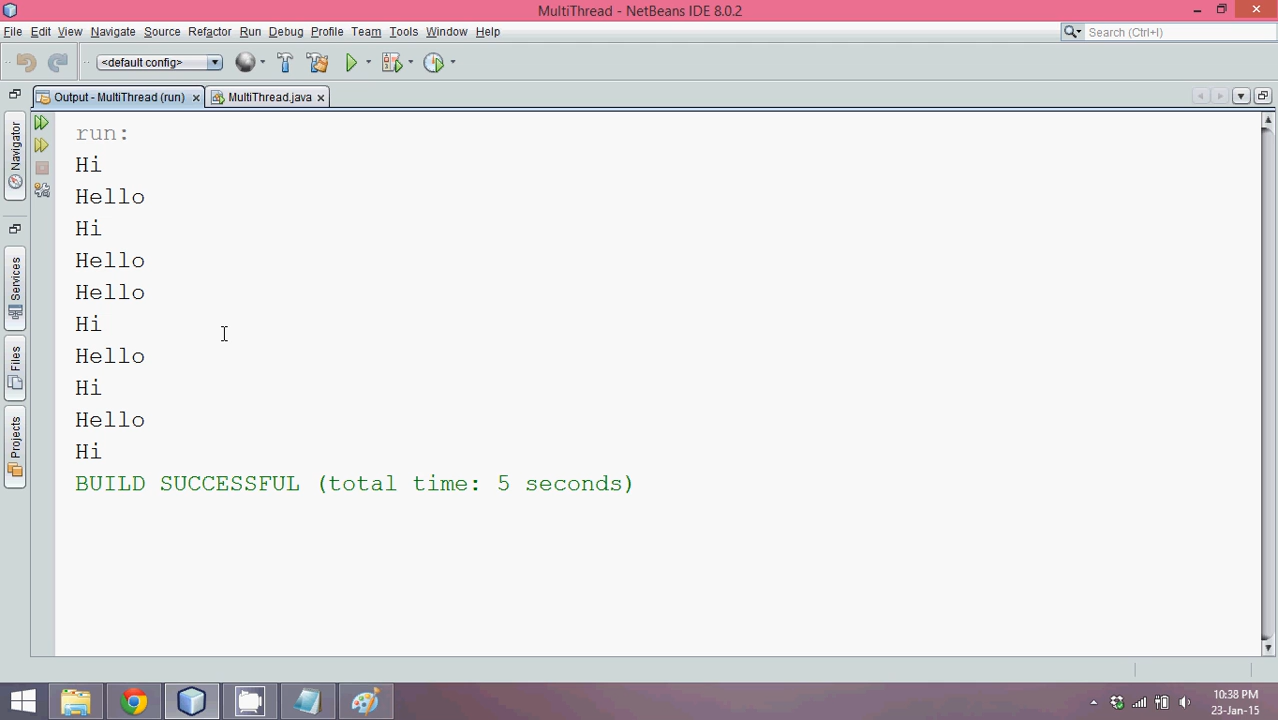 MultiThread - NetBeans IDE 8.0.2
File Edit View Navigate Source Refactor Run Debug Profile Team Tools Window Help
Search (Ctrl+I)
<default config>
Output - MultiThread (run)
MultiThread.java
Navigator
Services
Files
Projects
run:
Hi
Hello
Hi
Hello
Hello
Hi
Hello
Hi
Hello
Hi
BUILD SUCCESSFUL (total time: 5 seconds)
10:38 PM
23-Jan-15